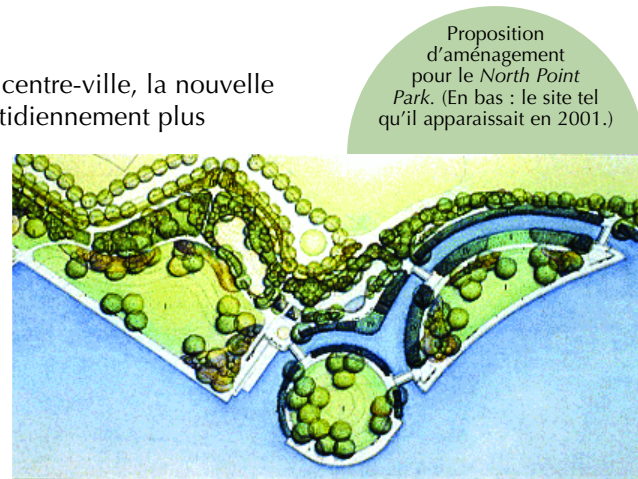 centre-ville, la nouvelle
tidiennement plus
Proposition
d’aménagement
pour le North Point
Park. (En bas : le site tel
qu’il apparaissait en 2001.)